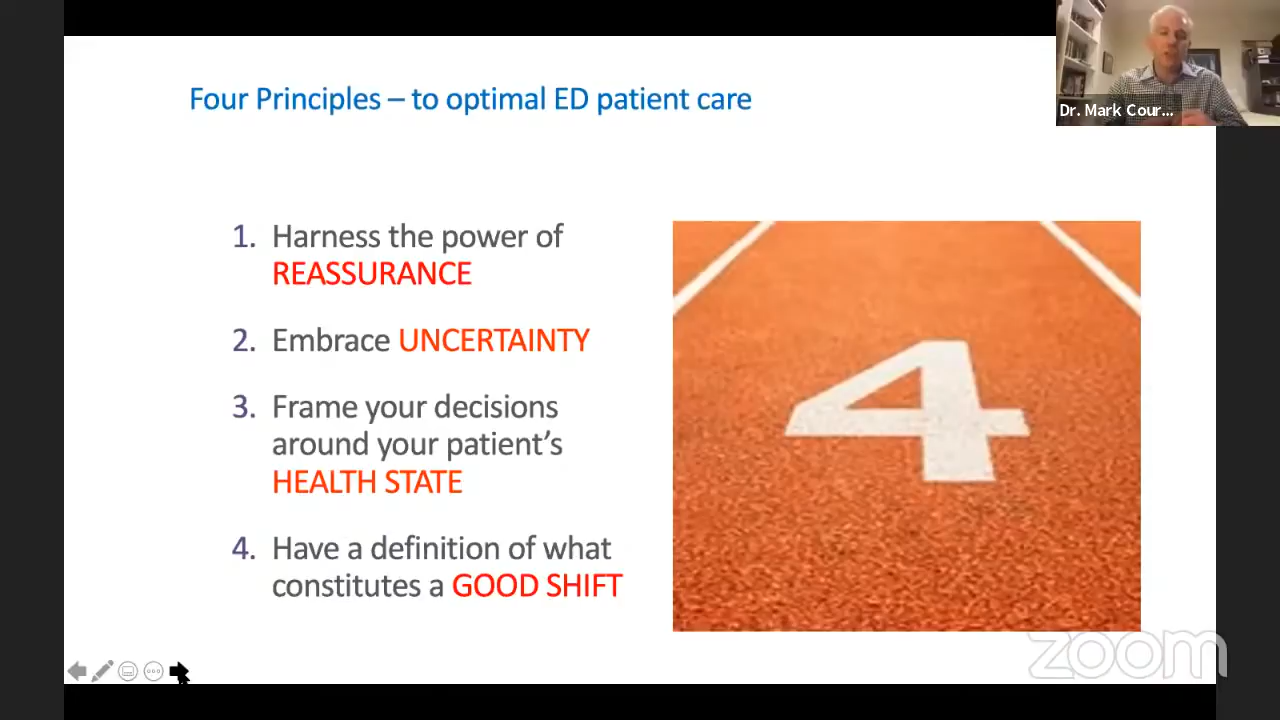 Four Principles – to optimal ED patient care
Dr. Mark Cour...
1. Harness the power of
REASSURANCE
2. Embrace UNCERTAINTY
3. Frame your decisions
around your patient’s
HEALTH STATE
4. Have a definition of what
constitutes a GOOD SHIFT
4
zoom